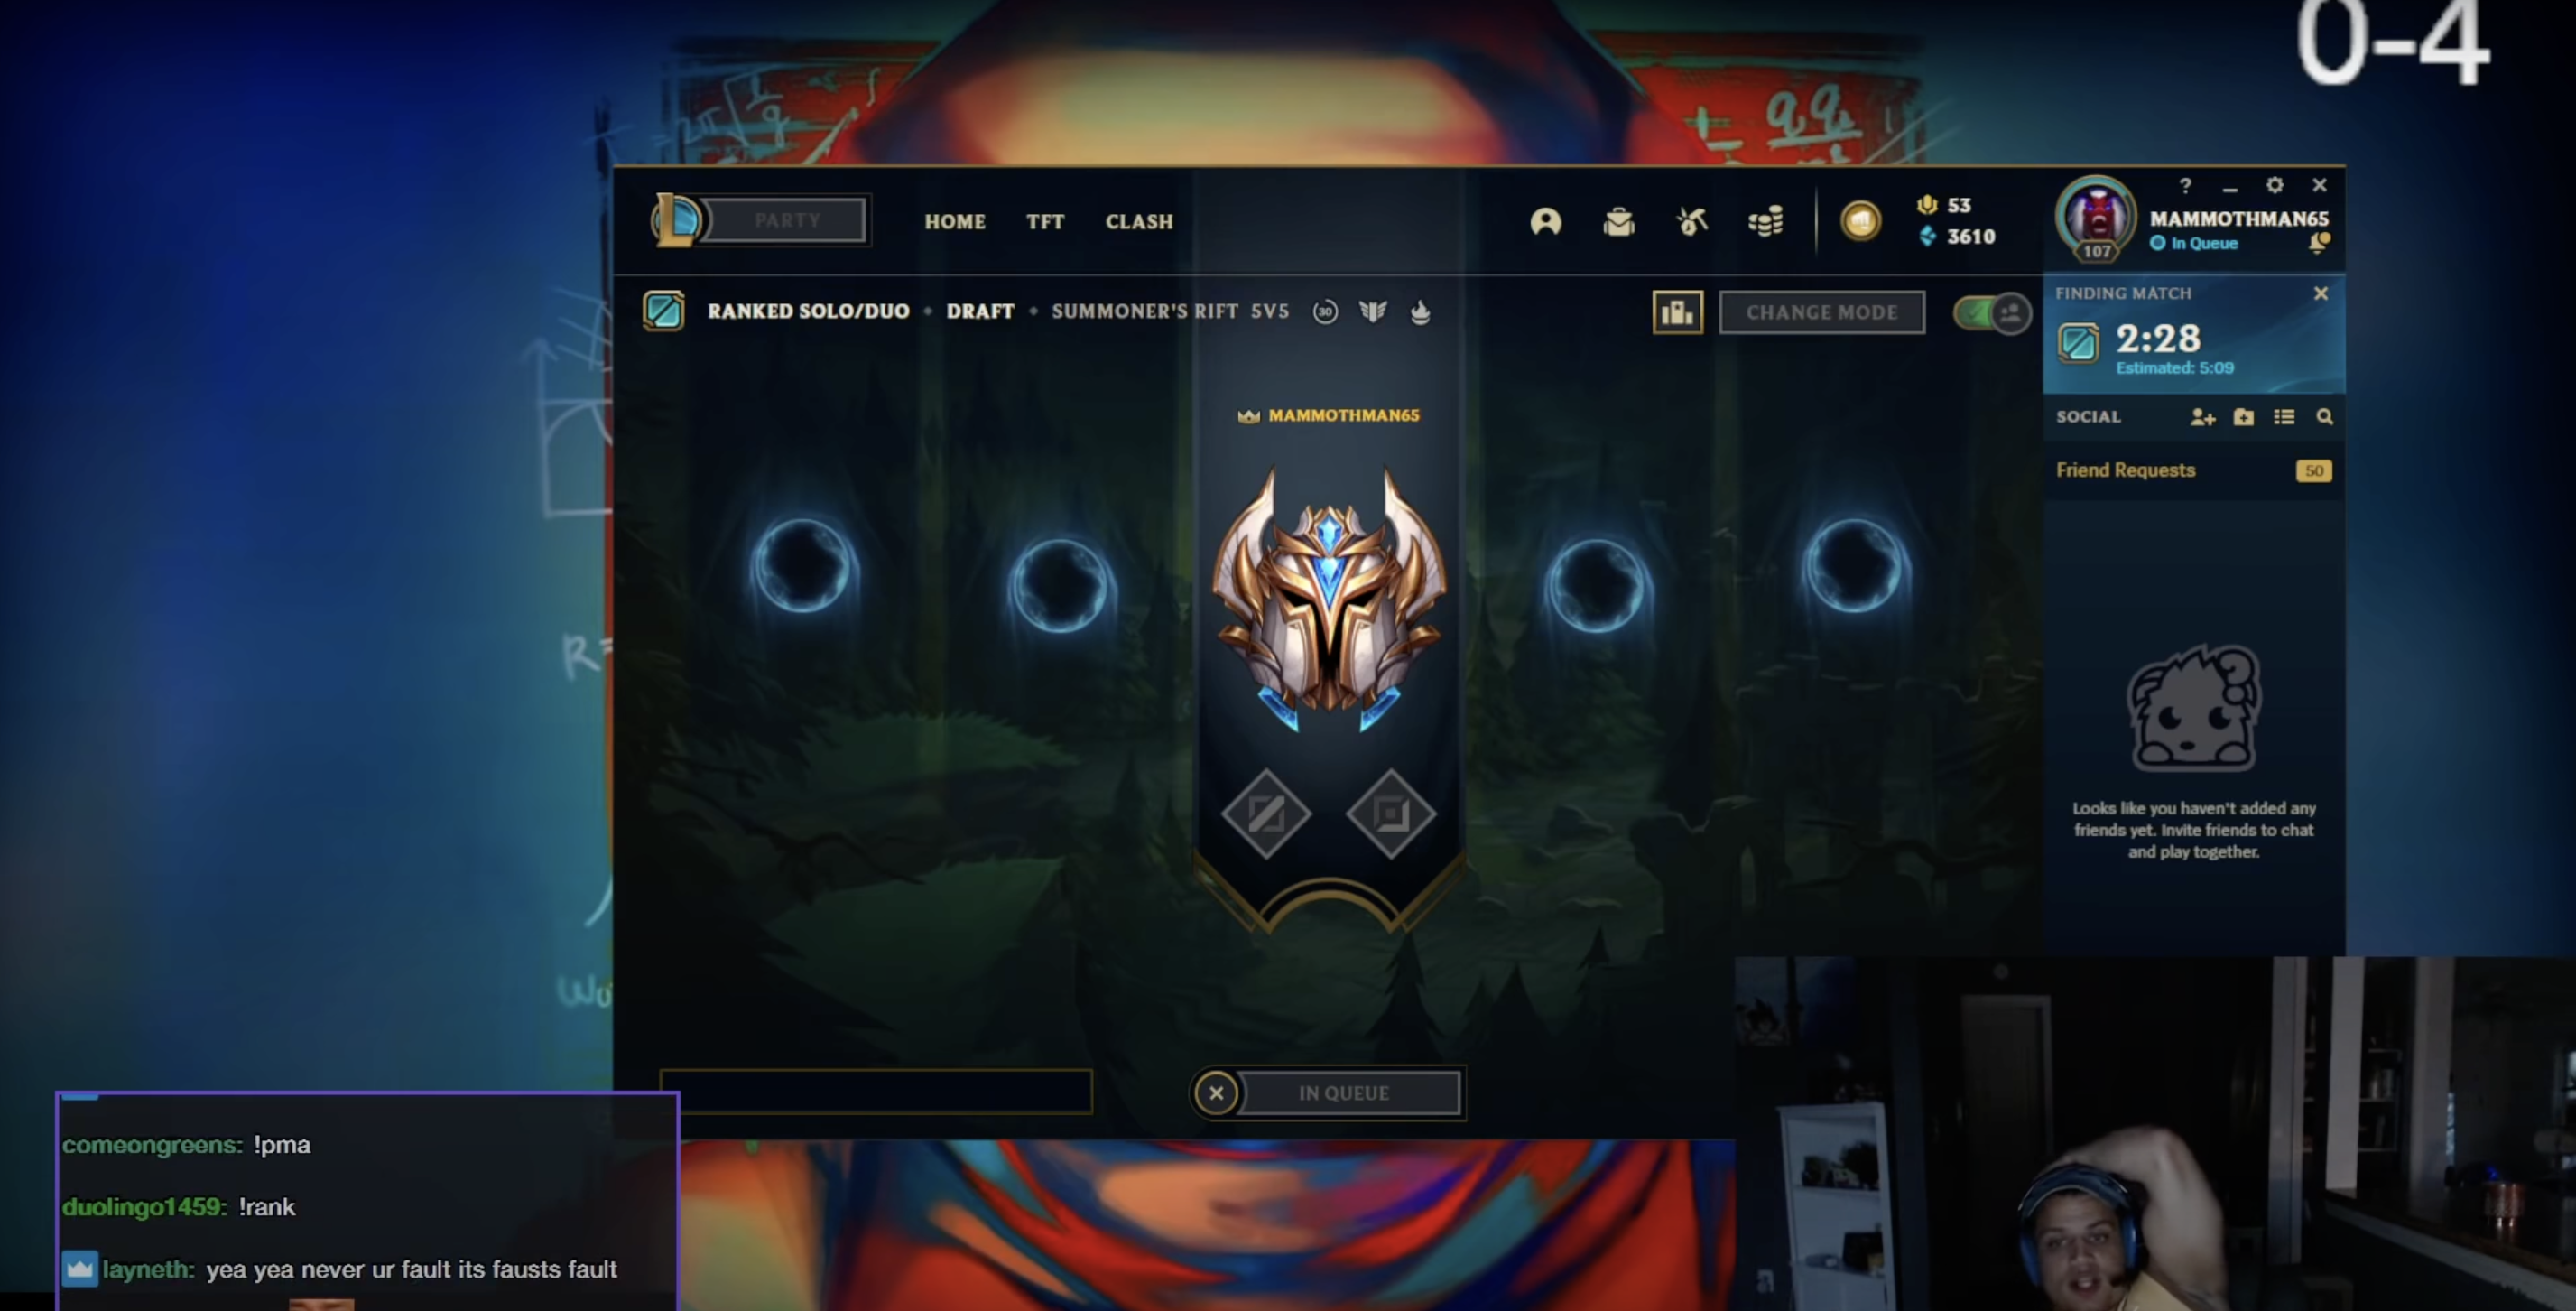 0-4
PARTY
HOME TFT CLASH
53
3610
107
?
MAMMOTHMAN65
In Queue
RANKED SOLO/DUO • DRAFT • SUMMONER'S RIFT 5V5
30
CHANGE MODE
FINDING MATCH
2:28
Estimated: 5:09
SOCIAL
Friend Requests 50
MAMMOTHMAN65
Looks like you haven't added any
friends yet. Invite friends to chat
and play together.
IN QUEUE
comeongreens: !pma
duolingo1459: !rank
layneth: yea yea never ur fault its fausts fault